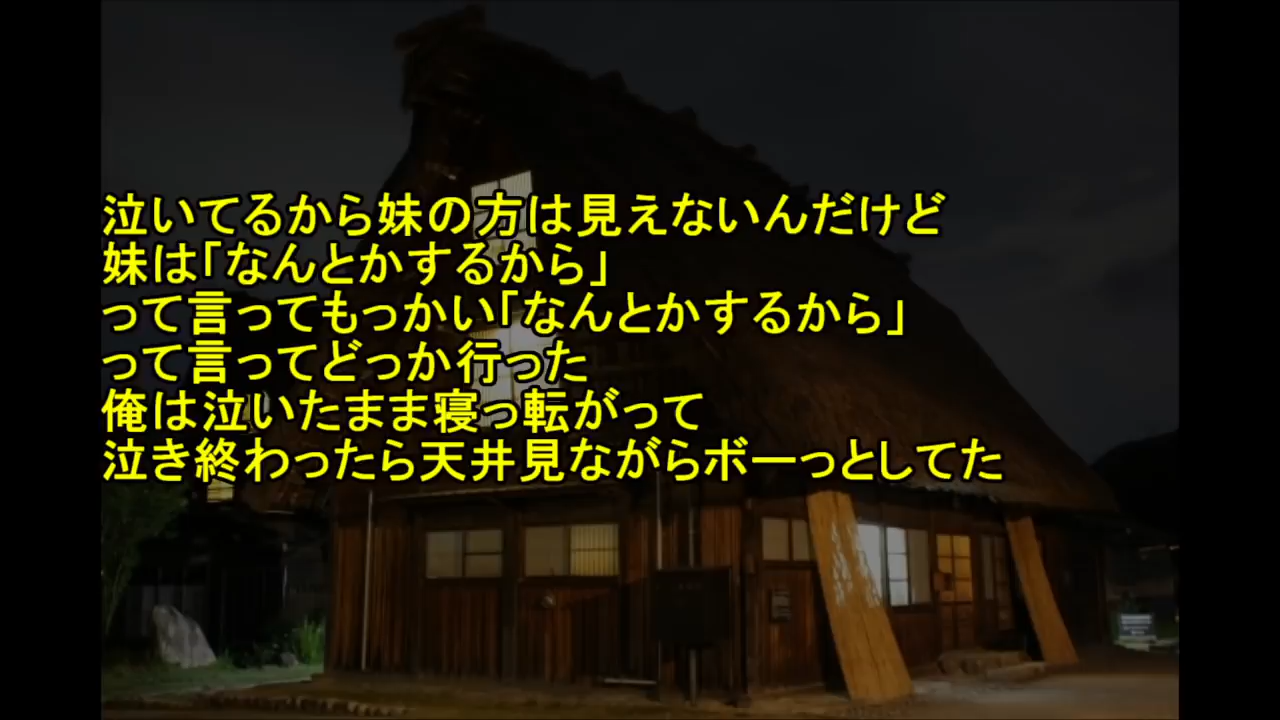 泣いてるから妹の方は見えないんだけど
妹は「なんとかするから」
って言ってもっかい「なんとかするから」
って言ってどっか行った
俺は泣いたまま寝っ転がって
泣き終わったら天井見ながらボーっとしてた